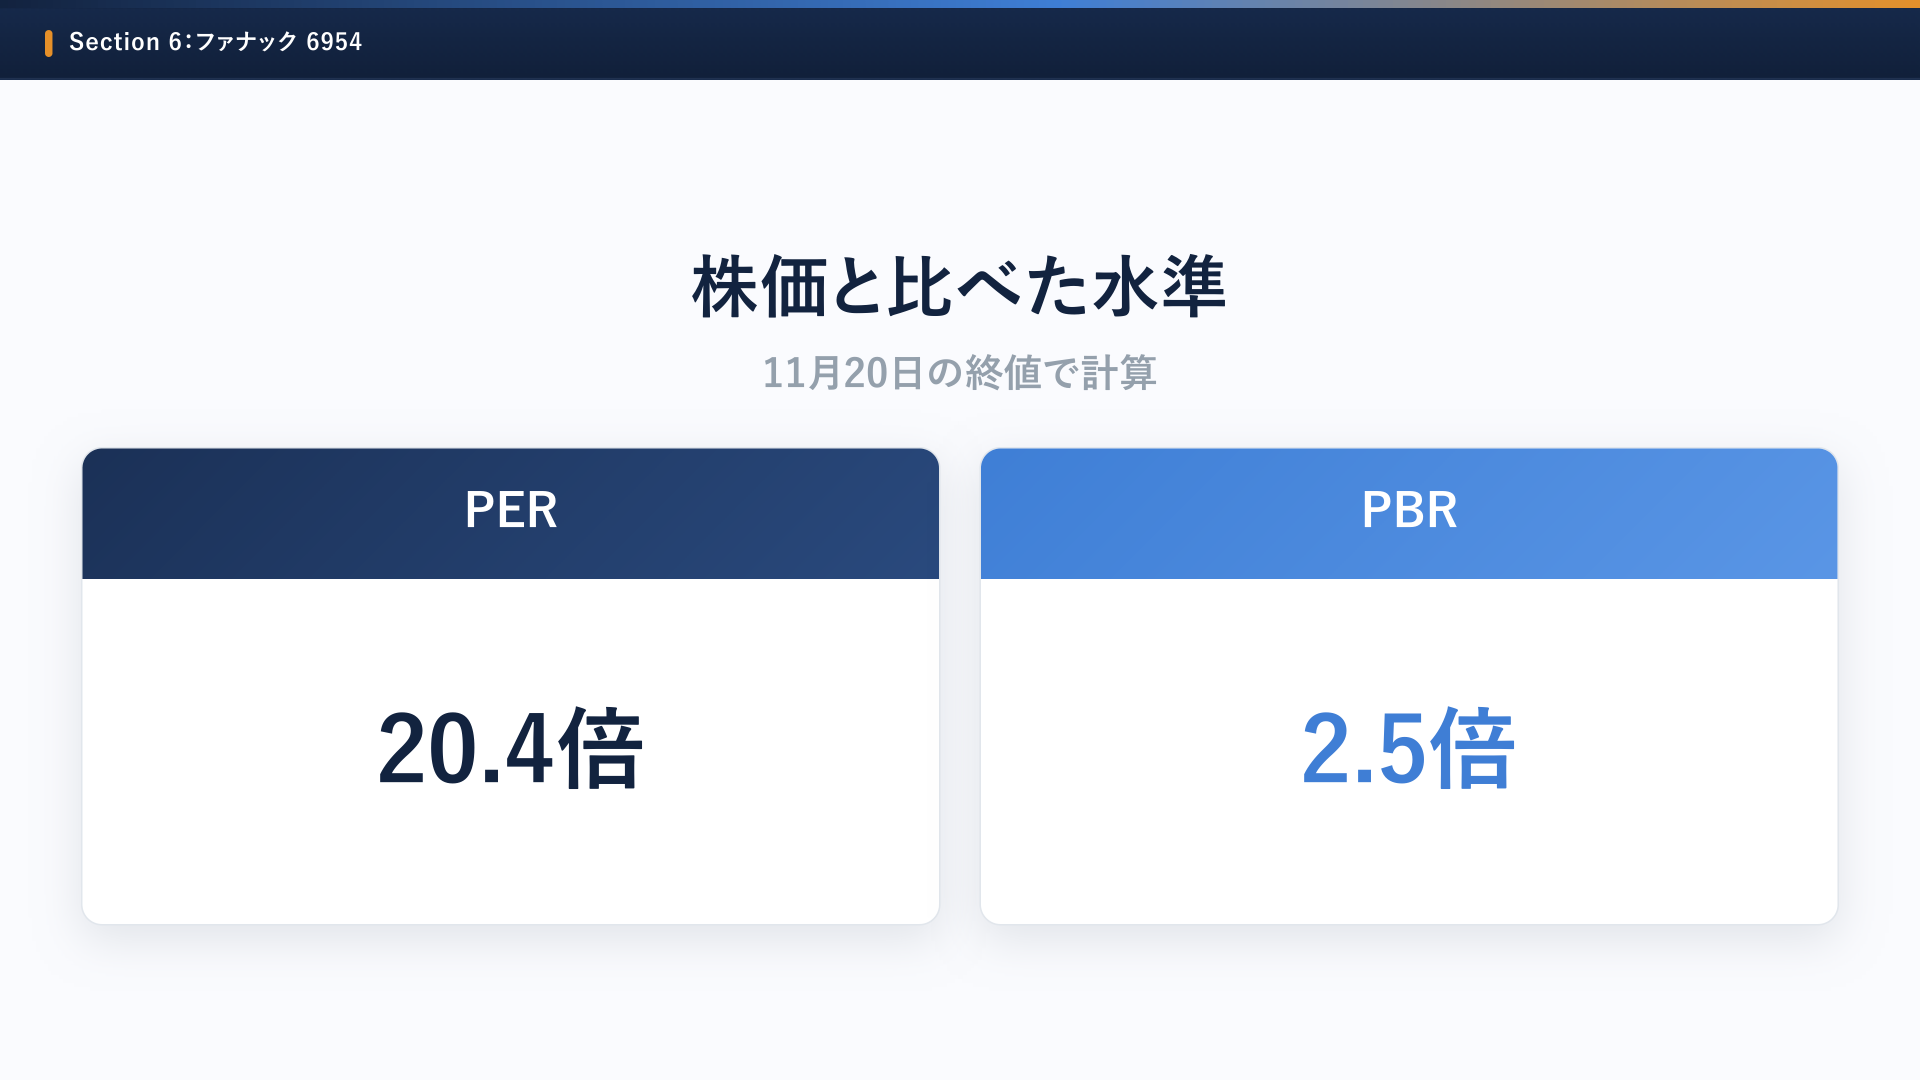 Section 6：ファナック 6954
株価と比べた水準
11月20日の終値で計算
PER
20.4倍
PBR
2.5倍